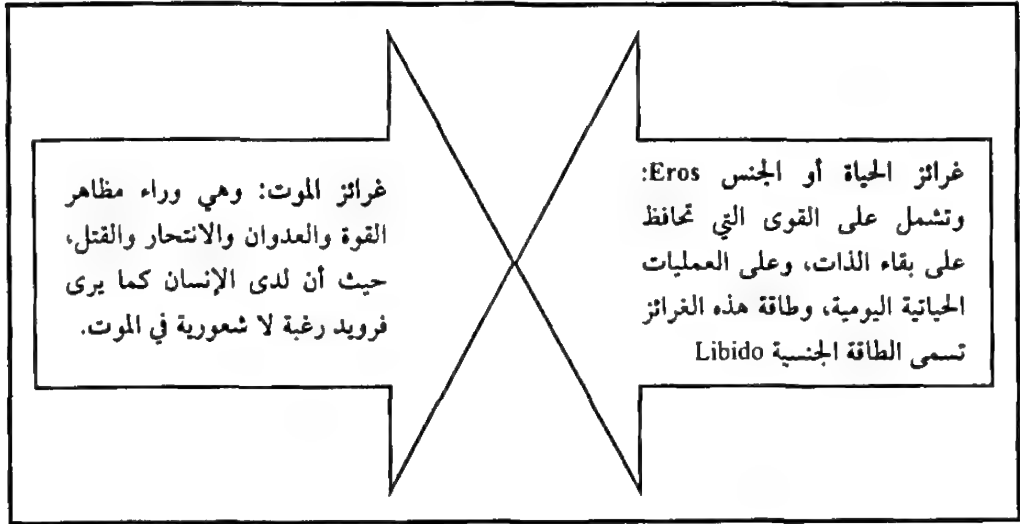 غرائز الحياة أو الجنس Eros:
وتشمل على القوى التي تحافظ
على بقاء الذات، وعلى العمليات
الحياتية اليومية، وطاقة هذه الغرائز
تسمى الطاقة الجنسية Libido
غرائز الموت: وهي وراء مظاهر
القوة والعدوان والانتحار والقتل،
حيث أن لدى الإنسان كما يرى
فرويد رغبة لا شعورية في الموت.